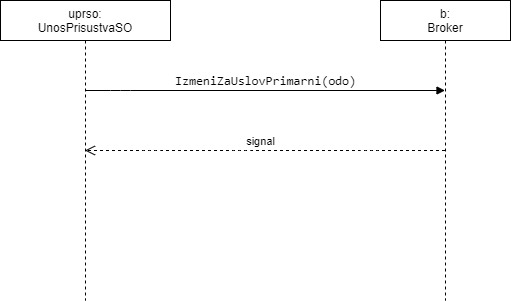 uprso:
UnosPrisustvaSO
b:
Broker
IzmeniZaUslovPrimarni(odo)
signal